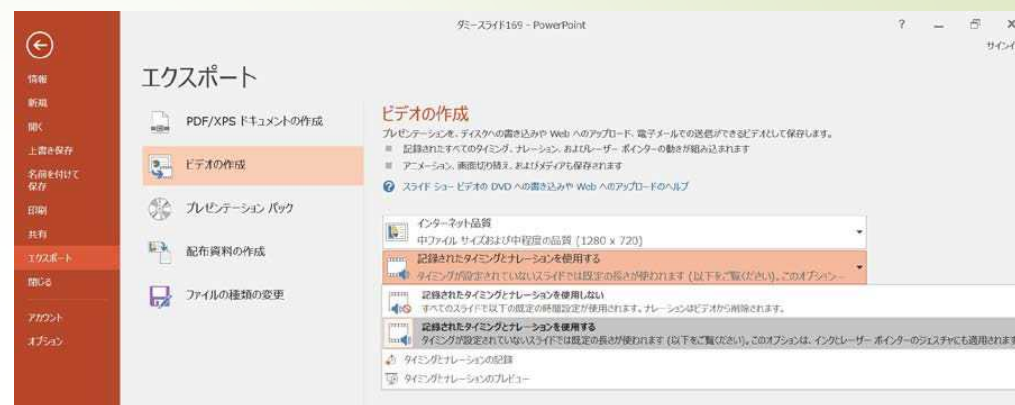 ダミースライド169 - PowerPoint
?
サインイ
情報
新規
開く
上書き保存
名前を付けて
保存
印刷
共有
エクスポート
閉じる
アカウント
オプション
エクスポート
PDF/XPS ドキュメントの作成
ビデオの作成
プレゼンテーション パック
配布資料の作成
ファイルの種類の変更
ビデオの作成
プレゼンテーションを、ディスクへの書き込みや Web へのアップロード、電子メールでの送信ができるビデオとして保存します。
記録されたすべてのタイミング、ナレーション、およびレーザー ポインターの動きが組み込まれます
アニメーション、画面切り替え、およびメディアも保存されます
スライド ショー ビデオの DVD への書き込みや Web へのアップロードのヘルプ
インターネット品質
中ファイル サイズおよび中程度の品質 (1280 x 720)
記録されたタイミングとナレーションを使用する
タイミングが設定されていないスライドでは既定の長さが使われます (以下をご覧ください)。このオプション…
記録されたタイミングとナレーションを使用しない
すべてのスライドで以下の既定の時間設定が使用されます。ナレーションはビデオから削除されます。
記録されたタイミングとナレーションを使用する
タイミングが設定されていないスライドでは既定の長さが使われます (以下をご覧ください)。このオプションは、インクとレーザー ポインターのジェスチャにも適用されます
タイミングとナレーションの記録
タイミングとナレーションのプレビュー